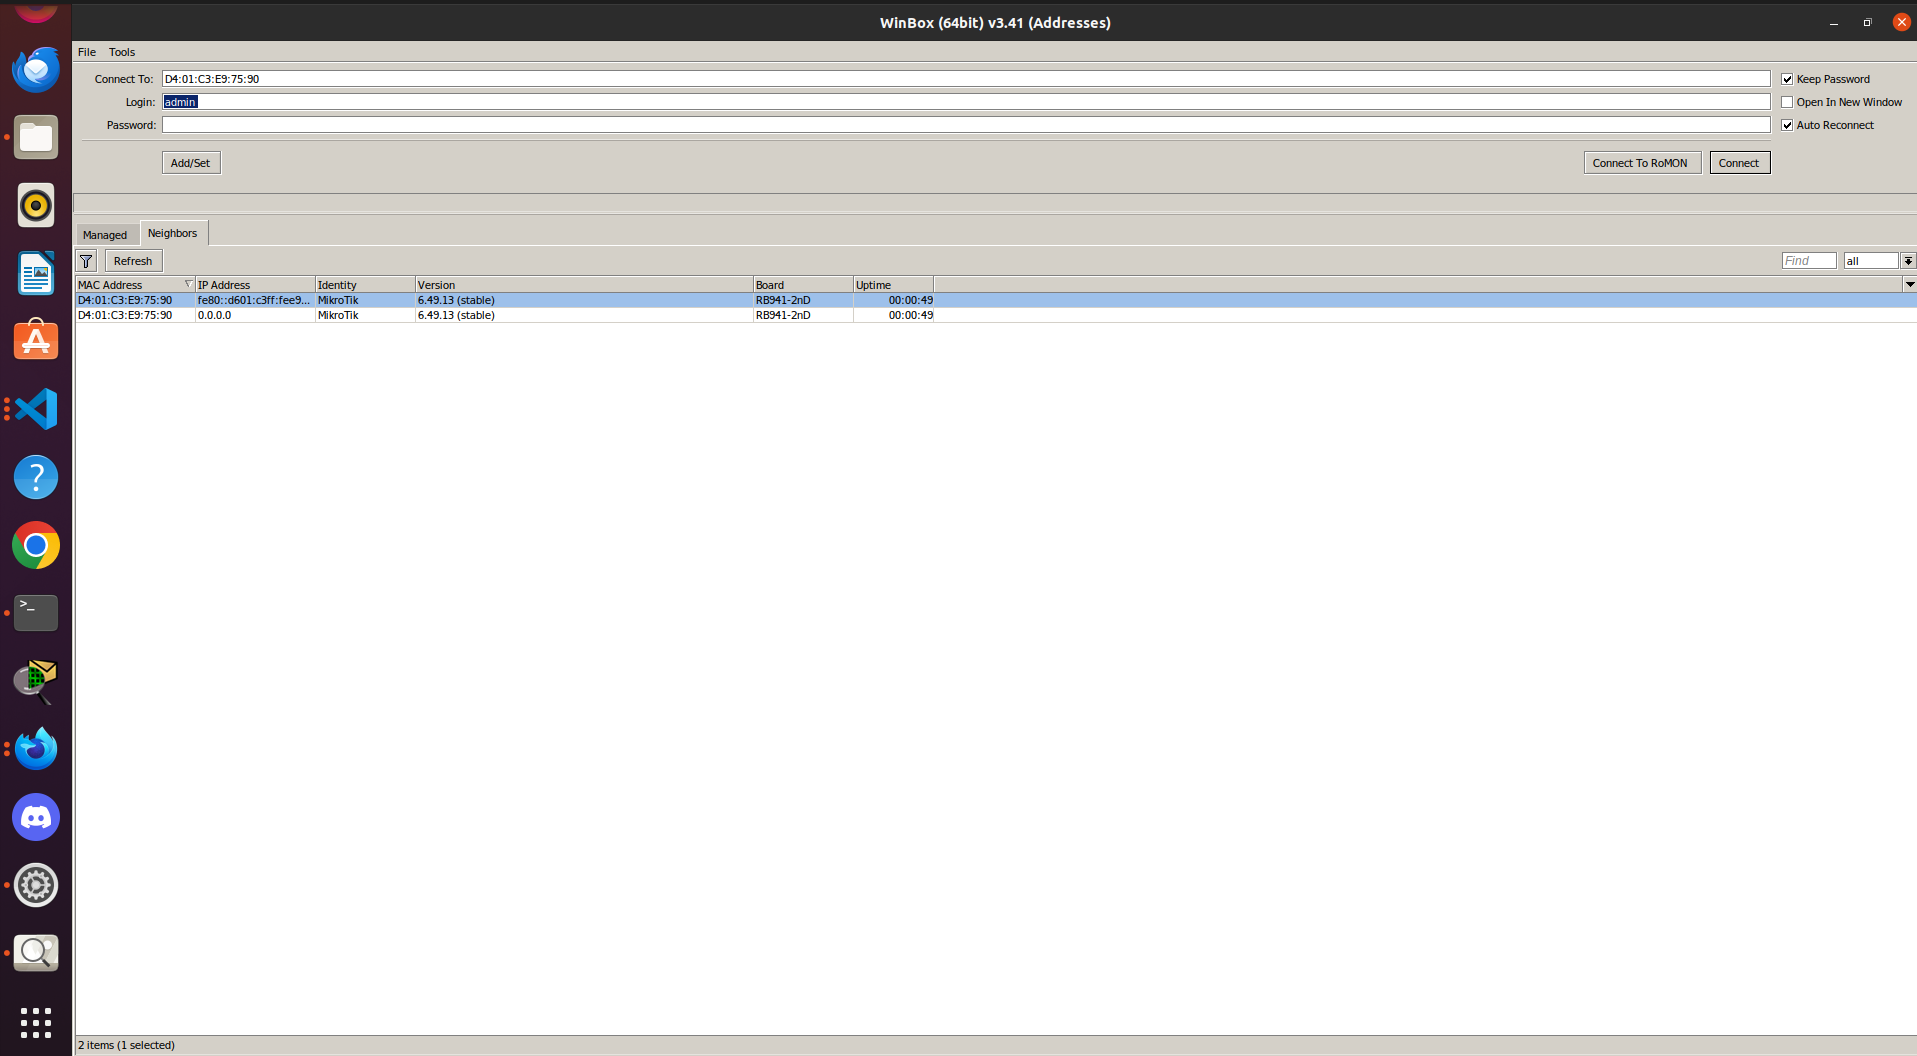 WinBox (64bit) v3.41 (Addresses)
File Tools
Connect To: D4:01:C3:E9:75:90 Keep Password
Login: admin Open In New Window
Password: Auto Reconnect
Add/Set Connect To RoMON Connect
Managed Neighbors
Refresh Find all
MAC Address IP Address Identity Version Board Uptime
D4:01:C3:E9:75:90 fe80::d601:c3ff:fee9... MikroTik 6.49.13 (stable) RB941-2nD 00:00:49
D4:01:C3:E9:75:90 0.0.0.0 MikroTik 6.49.13 (stable) RB941-2nD 00:00:49
2 items (1 selected)